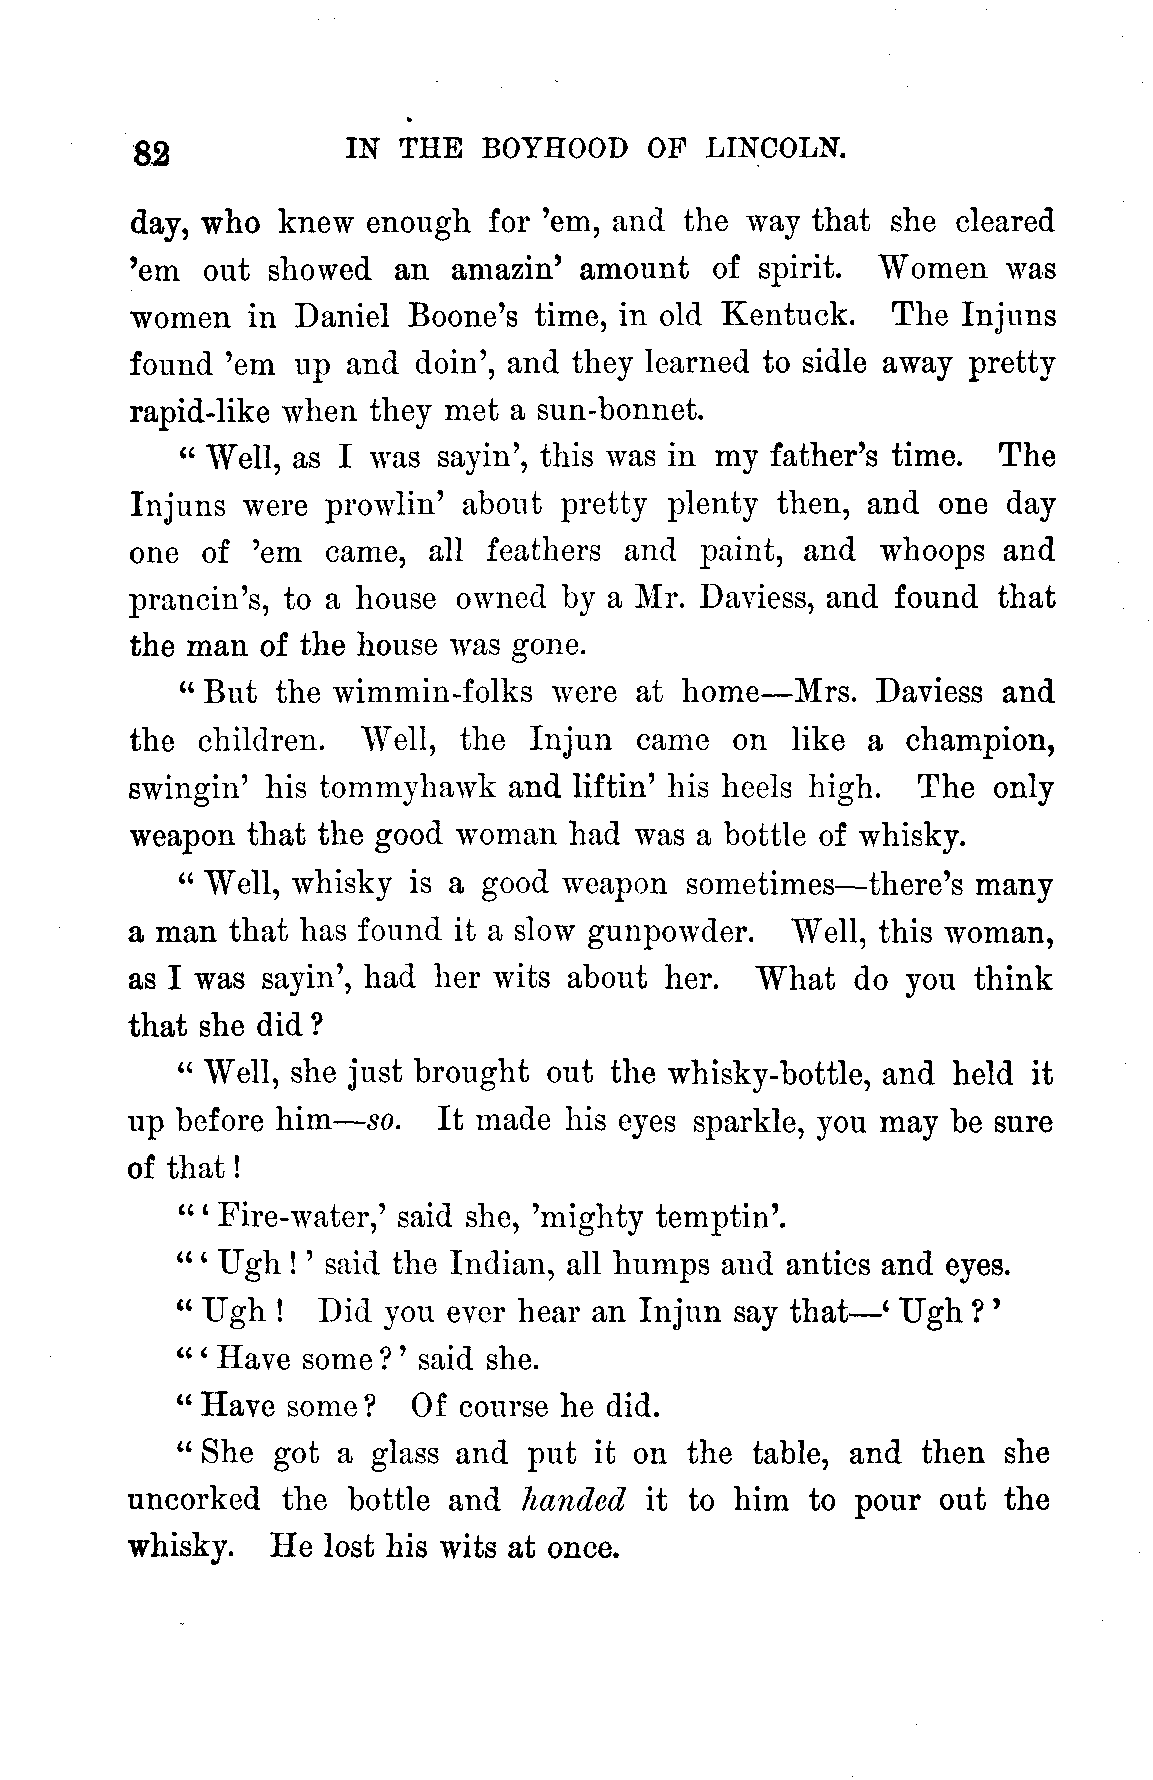 82 IN THE BOYHOOD OF LINCOLN.
day, who knew enough for ’em, and the way that she cleared
’em out showed an amazin’ amount of spirit. Women was
women in Daniel Boone’s time, in old Kentuck. The Injuns
found ’em up and doin’, and they learned to sidle away pretty
rapid-like when they met a sun-bonnet.
“ Well, as I was sayin’, this was in my father’s time. The
Injuns were prowlin’ about pretty plenty then, and one day
one of ’em came, all feathers and paint, and whoops and
prancin’s, to a house owned by a Mr. Daviess, and found that
the man of the house was gone.
“ But the wimmin-folks were at home—Mrs. Daviess and
the children. Well, the Injun came on like a champion,
swingin’ his tommyhawk and liftin’ his heels high. The only
weapon that the good woman had was a bottle of whisky.
“ Well, whisky is a good weapon sometimes—there’s many
a man that has found it a slow gunpowder. Well, this woman,
as I was sayin’, had her wits about her. What do you think
that she did ?
“ Well, she just brought out the whisky-bottle, and held it
up before him—so. It made his eyes sparkle, you may be sure
of that !
“ ‘ Fire-water,’ said she, ’mighty temptin’.
“ ‘ Ugh ! ’ said the Indian, all humps and antics and eyes.
“ Ugh ! Did you ever hear an Injun say that—‘ Ugh ? ’
“ ‘ Have some ? ’ said she.
“ Have some ? Of course he did.
“ She got a glass and put it on the table, and then she
uncorked the bottle and handed it to him to pour out the
whisky. He lost his wits at once.